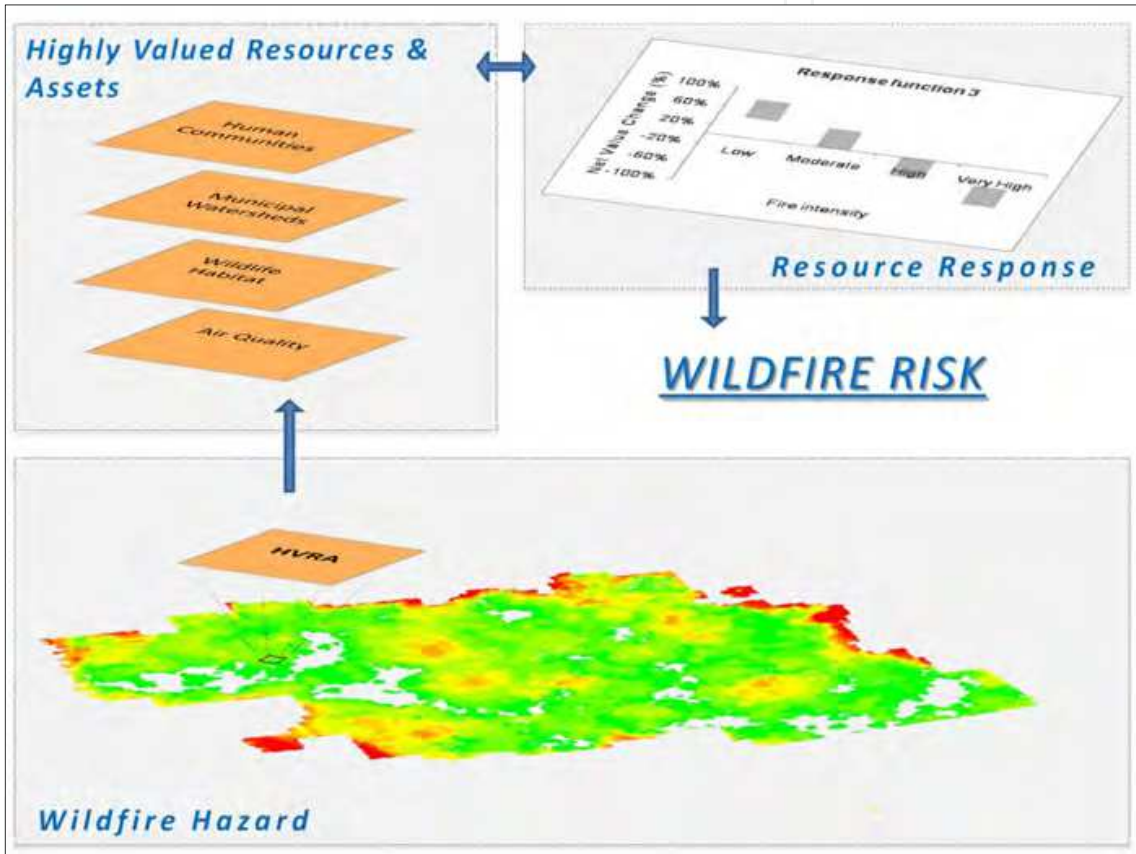 Highly Valued Resources &
Assets
Human
Communities
Municipal
Watersheds
Wildlife
Habitat
Air Quality
Response function 3
Net Value Change (%)
100%
60%
20%
-20%
-60%
-100%
Low
Moderate
High
Very High
Fire intensity
Resource Response
WILDFIRE RISK
HVRA
Wildfire Hazard